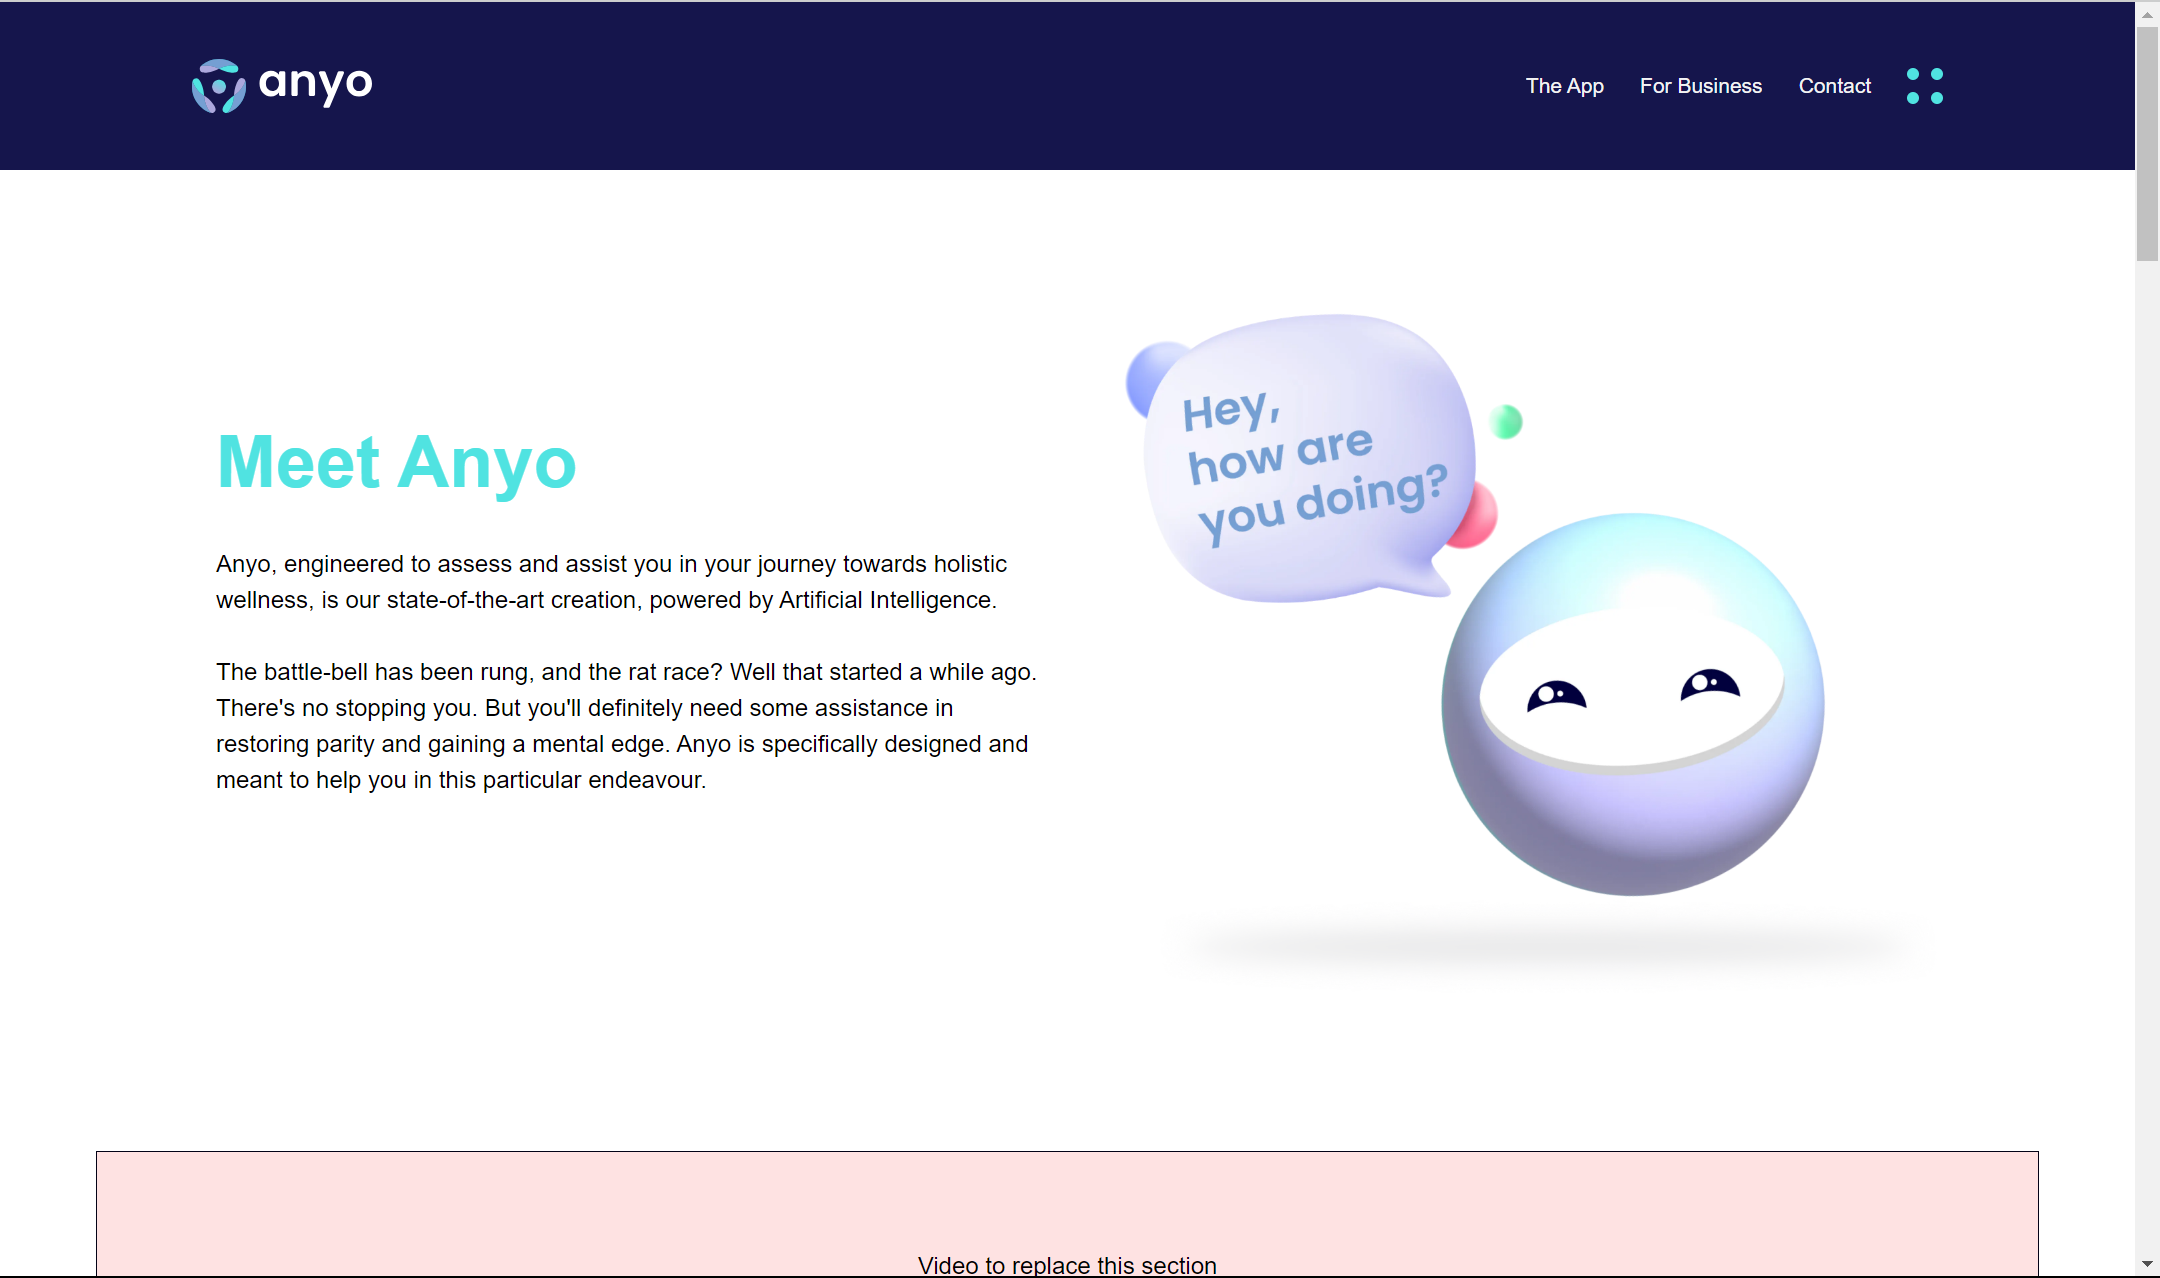 anyo
The App For Business Contact
Hey,
how are
you doing?
Meet Anyo
Anyo, engineered to assess and assist you in your journey towards holistic
wellness, is our state-of-the-art creation, powered by Artificial Intelligence.
The battle-bell has been rung, and the rat race? Well that started a while ago.
There's no stopping you. But you'll definitely need some assistance in
restoring parity and gaining a mental edge. Anyo is specifically designed and
meant to help you in this particular endeavour.
Video to replace this section